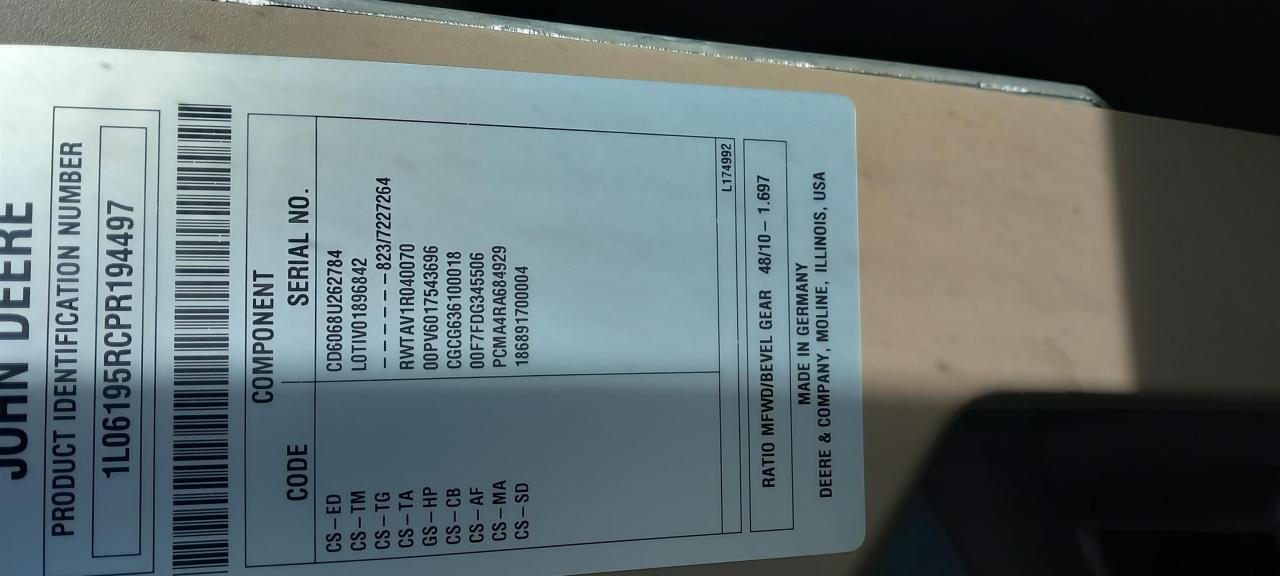 JOHN DEERE
PRODUCT IDENTIFICATION NUMBER
1L06195RCPR194497
COMPONENT
CODE SERIAL NO.
CS-ED CD6068U262784
CS-TM L0TIV01896842
CS-TG -------823/7227264
CS-TA RWTAV1R040070
GS-HP 00PV6017543696
CS-CB CGCG636100018
CS-AF 00F7FDG345506
CS-MA PCMA4RA684929
CS-SD 186891700004
L174992
RATIO MFWD/BEVEL GEAR 48/10-1.697
MADE IN GERMANY
DEERE & COMPANY, MOLINE, ILLINOIS, USA